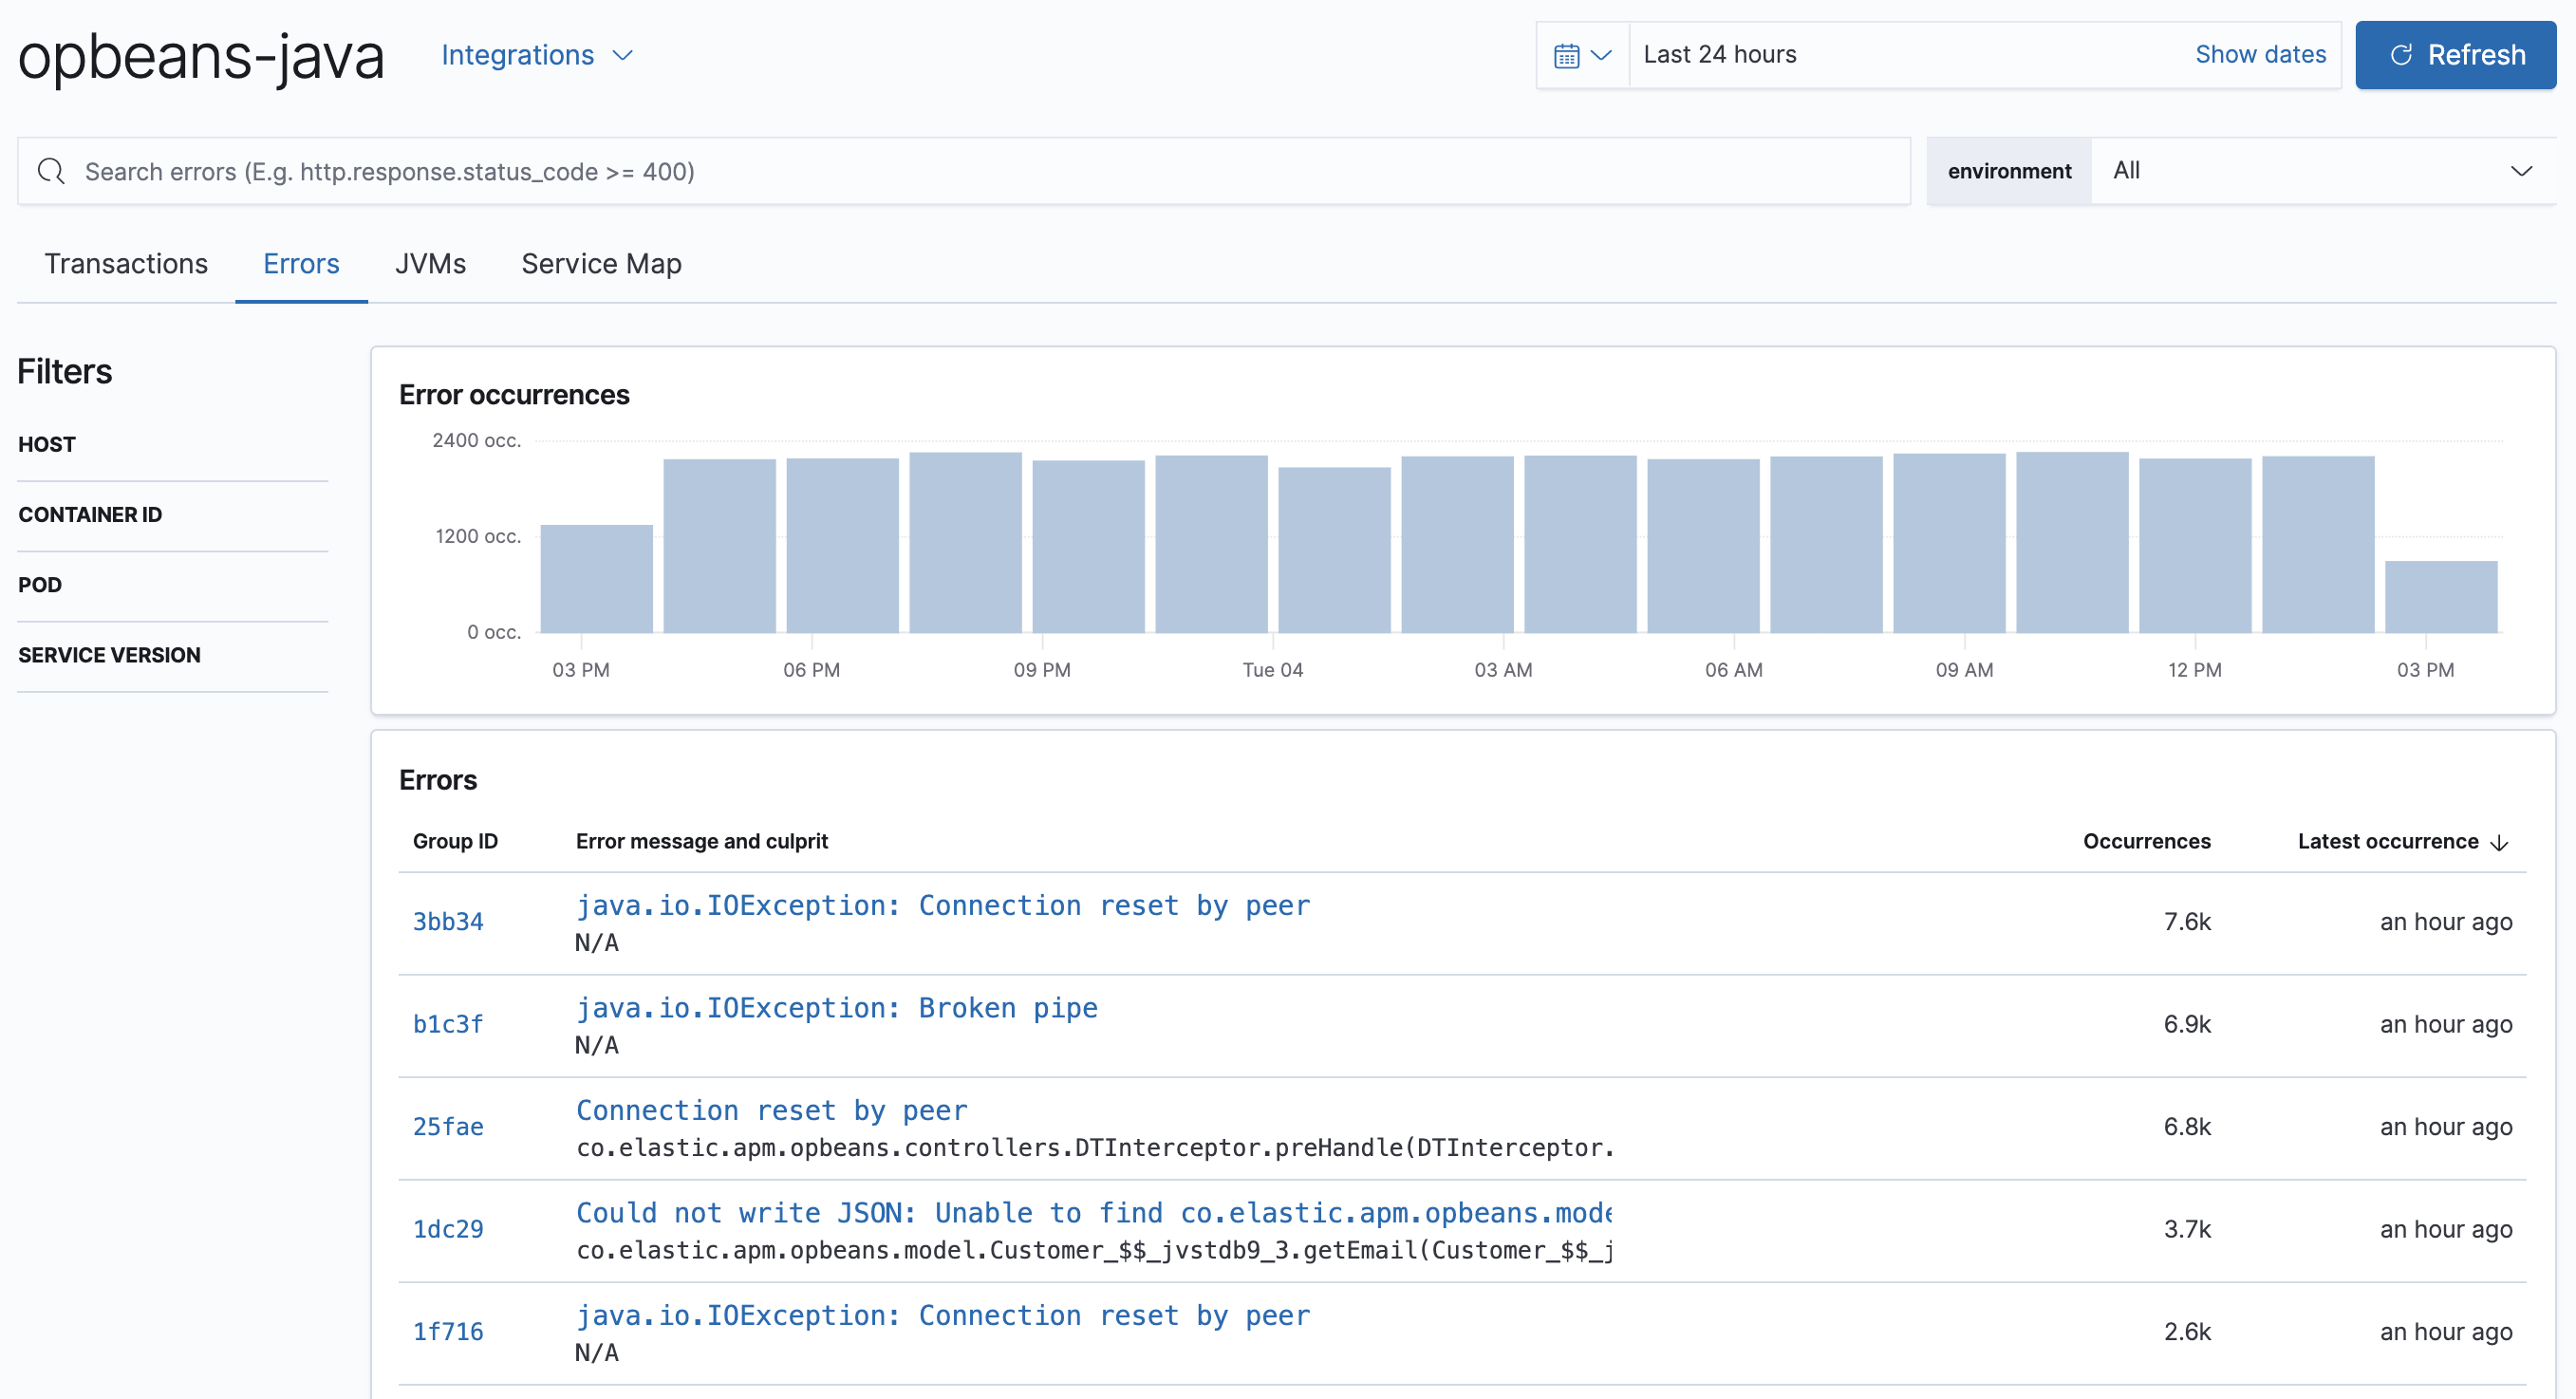 opbeans-java Integrations Last 24 hours Show dates Refresh
Search errors (E.g. http.response.status_code >= 400) environment All
Transactions Errors JVMs Service Map
Filters
HOST
CONTAINER ID
POD
SERVICE VERSION
Error occurrences
2400 occ.
1200 occ.
0 occ.
03 PM 06 PM 09 PM Tue 04 03 AM 06 AM 09 AM 12 PM 03 PM
Errors
Group ID Error message and culprit Occurrences Latest occurrence
3bb34 java.io.IOException: Connection reset by peer 7.6k an hour ago
N/A
b1c3f java.io.IOException: Broken pipe 6.9k an hour ago
N/A
25fae Connection reset by peer 6.8k an hour ago
co.elastic.apm.opbeans.controllers.DTInterceptor.preHandle(DTInterceptor.
1dc29 Could not write JSON: Unable to find co.elastic.apm.opbeans.mode 3.7k an hour ago
co.elastic.apm.opbeans.model.Customer_$$_jvstdb9_3.getEmail(Customer_$$_j
1f716 java.io.IOException: Connection reset by peer 2.6k an hour ago
N/A